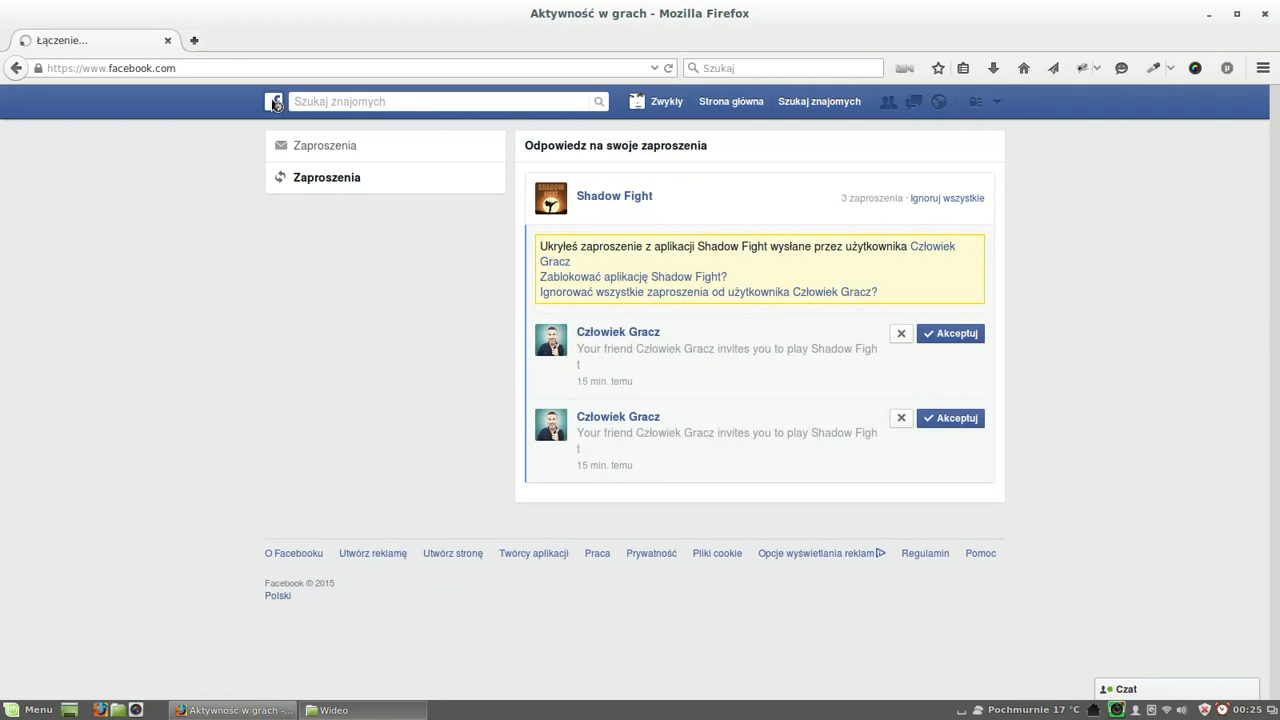 Aktywność w grach - Mozilla Firefox
Łączenie...
https://www.facebook.com
Szukaj
Szukaj znajomych
Zwykły
Strona główna
Szukaj znajomych
Zaproszenia
Zaproszenia
Odpowiedz na swoje zaproszenia
SHADOW FIGHT
Shadow Fight
3 zaproszenia · Ignoruj wszystkie
Ukryłeś zaproszenie z aplikacji Shadow Fight wysłane przez użytkownika Człowiek
Gracz
Zablokować aplikację Shadow Fight?
Ignorować wszystkie zaproszenia od użytkownika Człowiek Gracz?
Człowiek Gracz
Akceptuj
Your friend Człowiek Gracz invites you to play Shadow Figh
t
15 min. temu
Człowiek Gracz
Akceptuj
Your friend Człowiek Gracz invites you to play Shadow Figh
t
15 min. temu
O Facebooku Utwórz reklamę Utwórz stronę Twórcy aplikacji Praca Prywatność Pliki cookie Opcje wyświetlania reklam Regulamin Pomoc
Facebook © 2015
Polski
Czat
Menu
Aktywność w grach -...
Wideo
Pochmurnie 17 °C
00:25